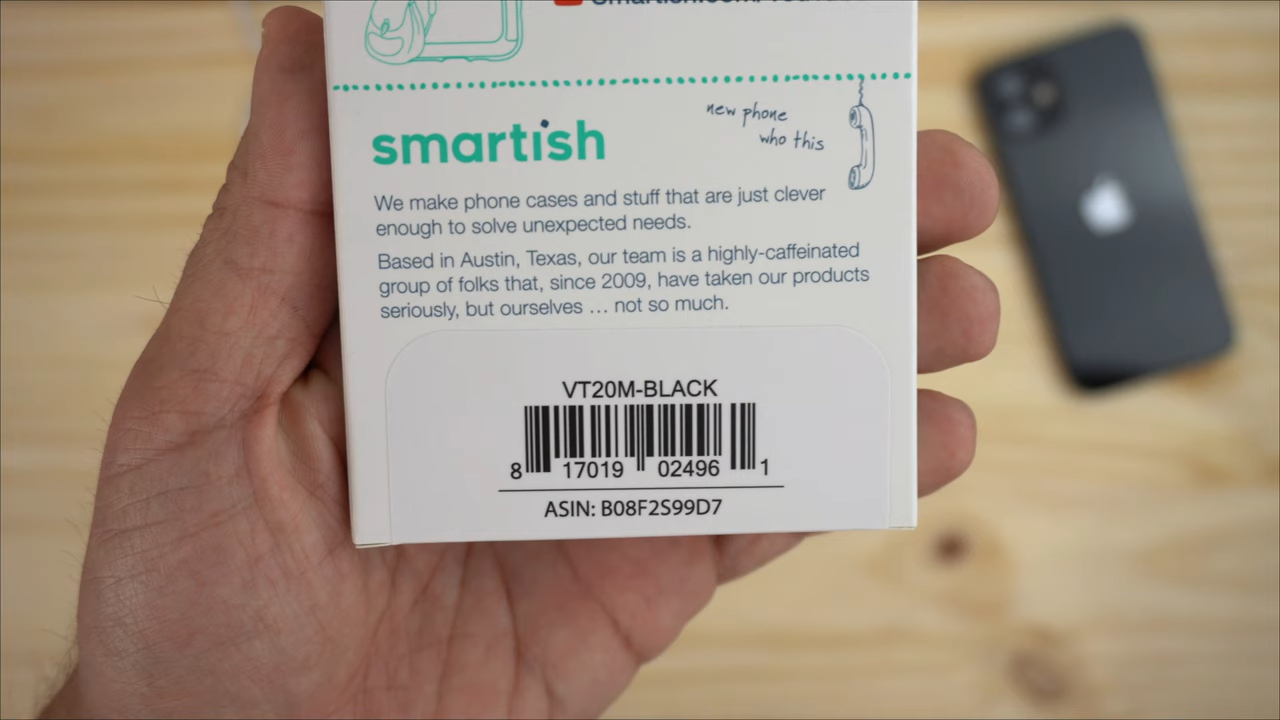 smartish
new phone
who this
We make phone cases and stuff that are just clever
enough to solve unexpected needs.
Based in Austin, Texas, our team is a highly-caffeinated
group of folks that, since 2009, have taken our products
seriously, but ourselves … not so much.
VT20M-BLACK
8 17019 02496 1
ASIN: B08F2S99D7